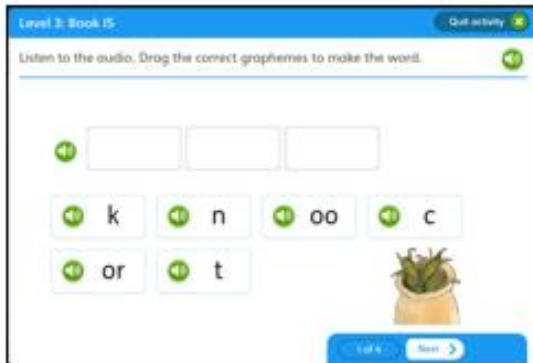 Level 3: Book 15
Quit activity
Listen to the audio. Drag the correct graphemes to make the word.
k n oo c
or t
1 of 4 Next